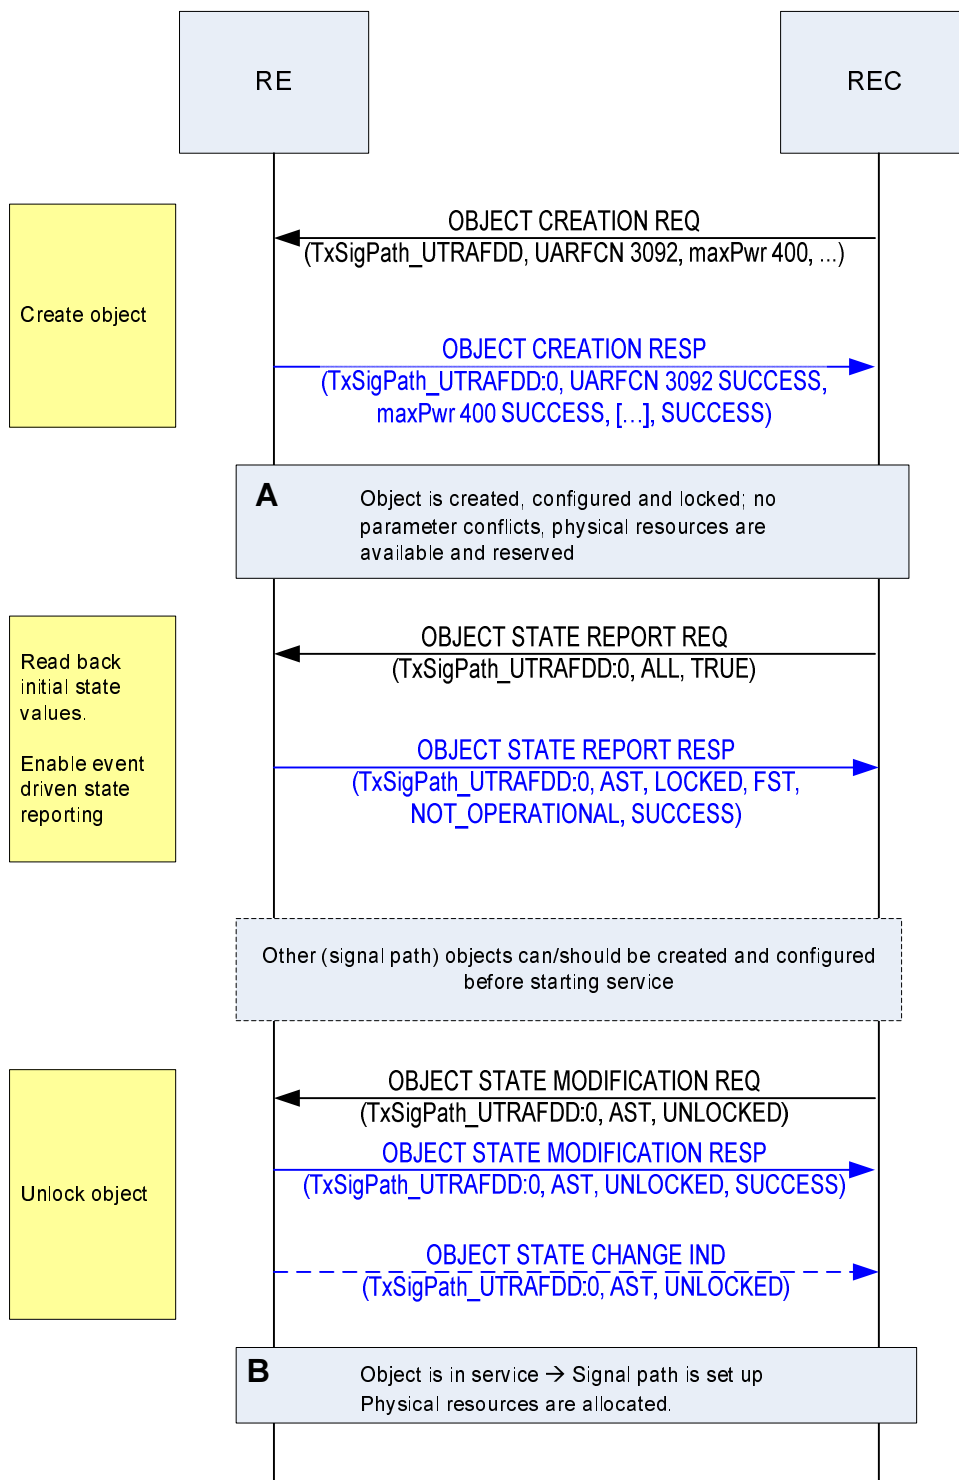 RE
REC
OBJECT CREATION REQ
(TxSigPath_UTRAFDD, UARFCN 3092, maxPwr 400, ...)
Create object
OBJECT CREATION RESP
(TxSigPath_UTRAFDD:0, UARFCN 3092 SUCCESS,
maxPwr 400 SUCCESS, […], SUCCESS)
A
Object is created, configured and locked; no
parameter conflicts, physical resources are
available and reserved
OBJECT STATE REPORT REQ
(TxSigPath_UTRAFDD:0, ALL, TRUE)
Read back
initial state
values.
Enable event
driven state
reporting
OBJECT STATE REPORT RESP
(TxSigPath_UTRAFDD:0, AST, LOCKED, FST,
NOT_OPERATIONAL, SUCCESS)
Other (signal path) objects can/should be created and configured
before starting service
OBJECT STATE MODIFICATION REQ
(TxSigPath_UTRAFDD:0, AST, UNLOCKED)
OBJECT STATE MODIFICATION RESP
(TxSigPath_UTRAFDD:0, AST, UNLOCKED, SUCCESS)
Unlock object
OBJECT STATE CHANGE IND
(TxSigPath_UTRAFDD:0, AST, UNLOCKED)
B
Object is in service → Signal path is set up
Physical resources are allocated.